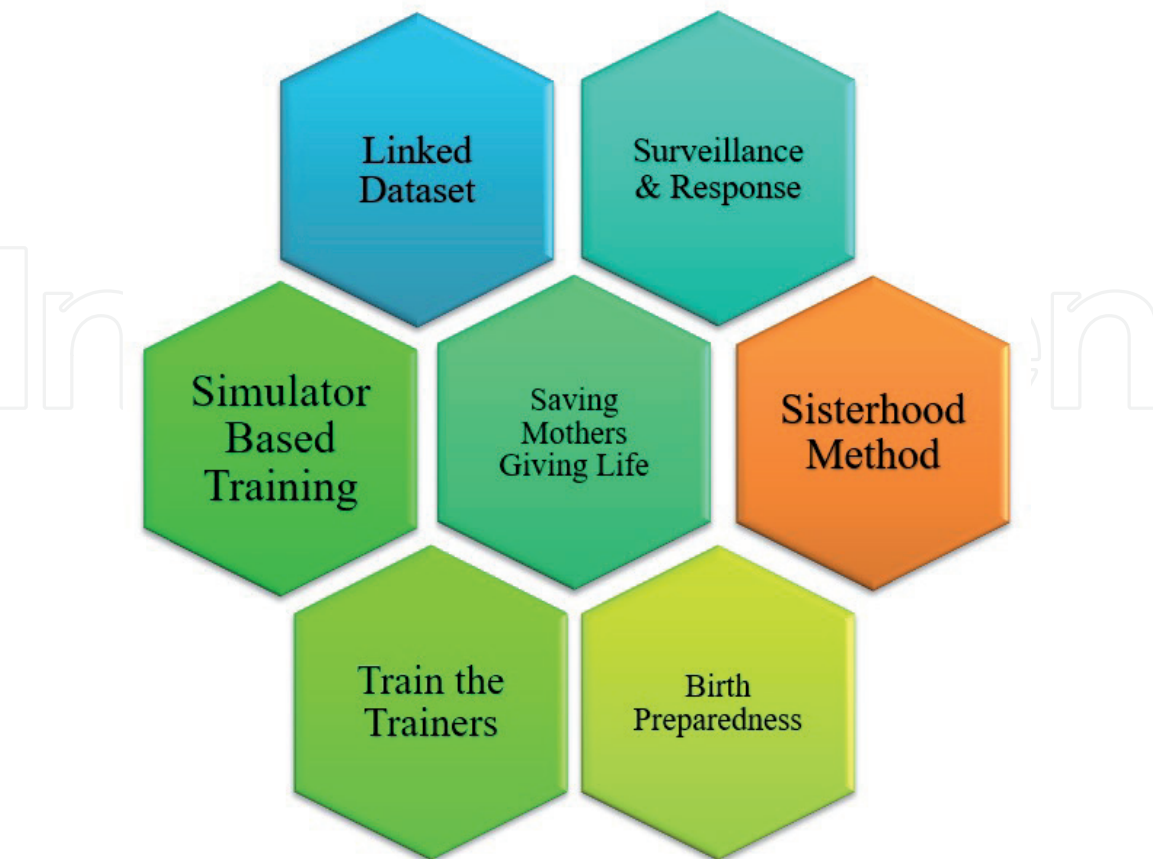 Linked
Dataset
Surveillance
& Response
Simulator
Based
Training
Saving
Mothers
Giving Life
Sisterhood
Method
Train the
Trainers
Birth
Preparedness